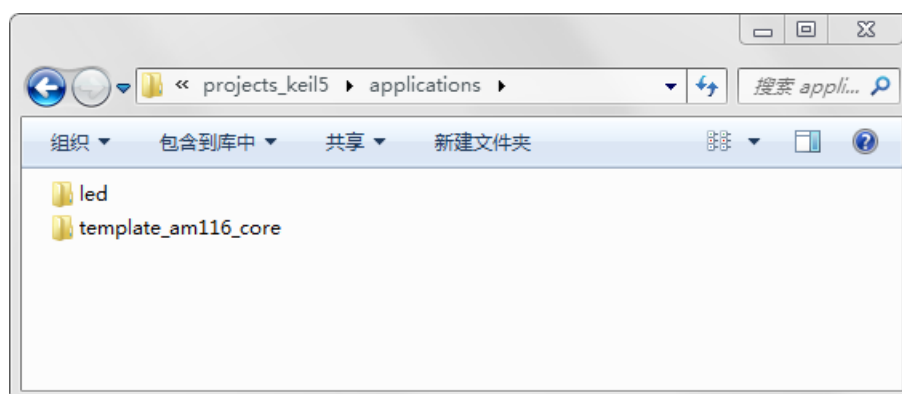 « projects_keil5 applications 搜索 appli...
组织 包含到库中 共享 新建文件夹
led
template_am116_core